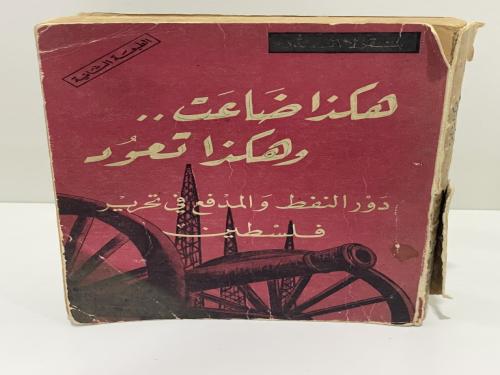 الطبعة الثانية
هكذا ضاعت ..
وهكذا تعود
دور النفط والمدفع في تحرير
فلسطين